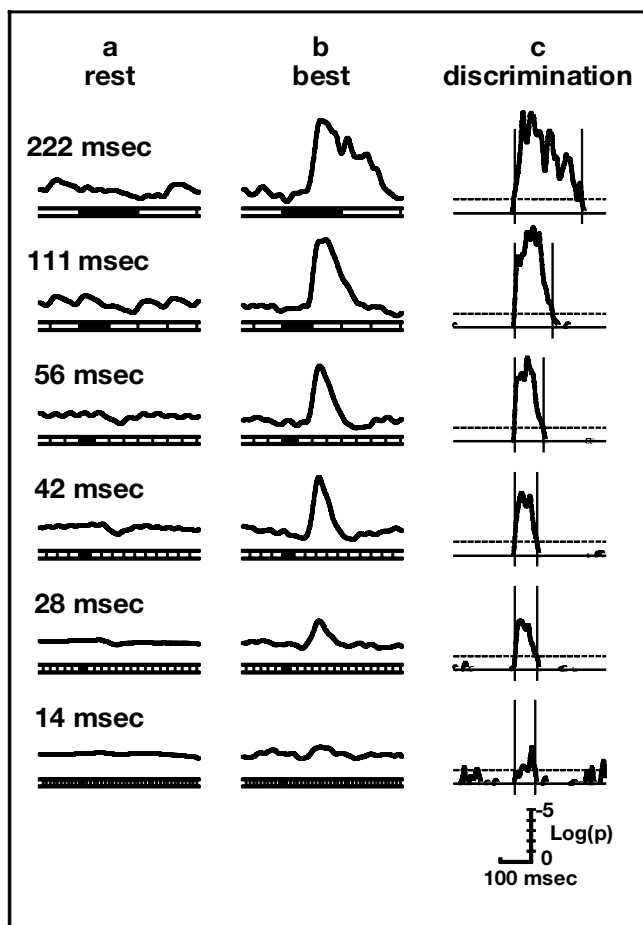 a b c
rest best discrimination
222 msec
111 msec
56 msec
42 msec
28 msec
14 msec
-5
Log(p)
0
100 msec